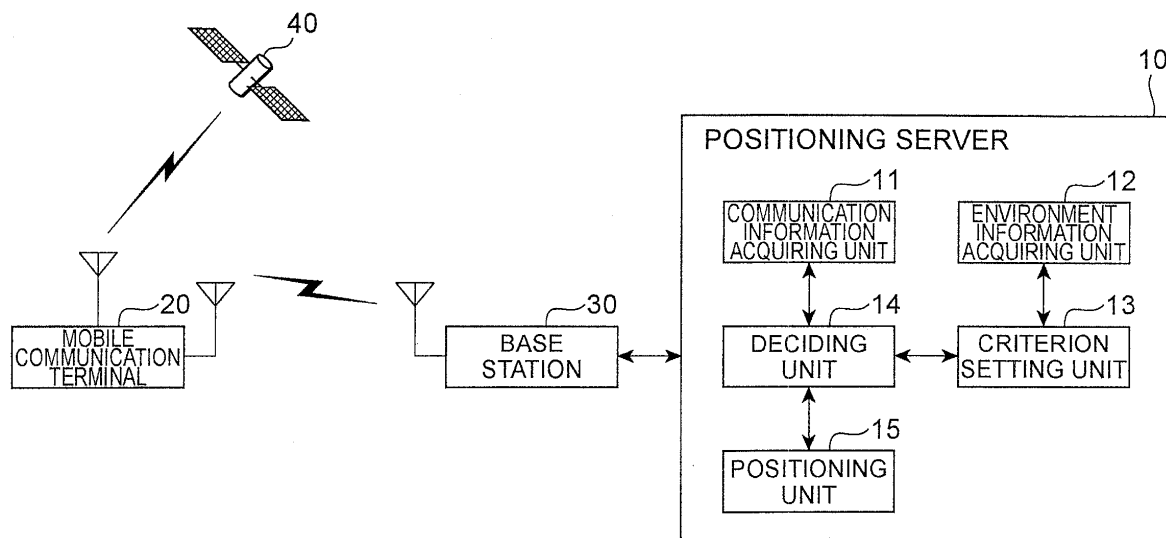 40
10
POSITIONING SERVER
11
12
COMMUNICATION
INFORMATION
ACQUIRING UNIT
ENVIRONMENT
INFORMATION
ACQUIRING UNIT
20
30
14
13
MOBILE
COMMUNICATION
TERMINAL
BASE
STATION
DECIDING
UNIT
CRITERION
SETTING UNIT
15
POSITIONING
UNIT